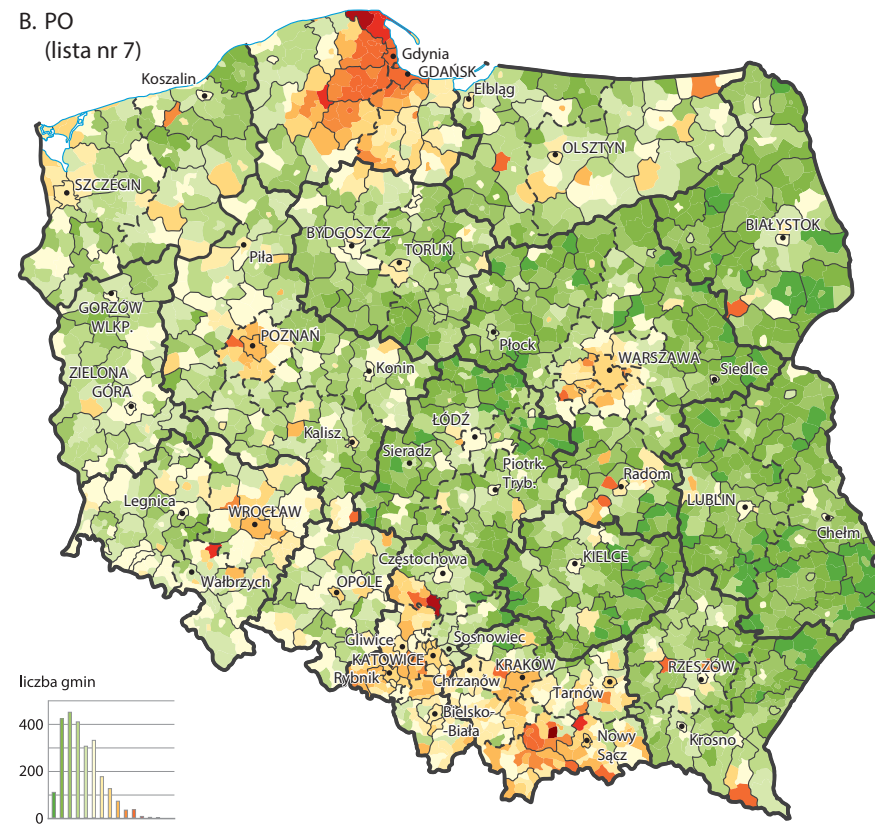 B. PO
(lista nr 7)
Gdynia
GDAŃSK
Koszalin
Elbląg
OLSZTYN
SZCZECIN
BIAŁYSTOK
BYDGOSZCZ
TORUŃ
Piła
GORZÓW
WLKP.
POZNAŃ
Płock
WARSZAWA
Siedlce
Konin
ZIELONA
GÓRA
ŁÓDŹ
Kalisz
Sieradz
Piotrk.
Tryb.
Radom
LUBLIN
Legnica
WROCŁAW
Chełm
Częstochowa
KIELCE
Wałbrzych
OPOLE
Gliwice
Sosnowiec
KATOWICE
KRAKÓW
RZESZÓW
Rybnik
Chrzanów
Tarnów
Bielsko-
-Biała
Nowy
Sącz
Krosno
liczba gmin
400
200
0